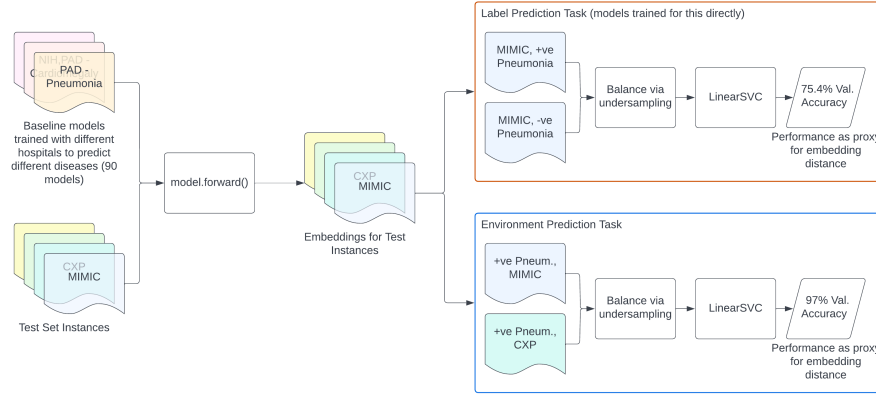 Label Prediction Task (models trained for this directly)
NIH,PAD -
PAD -
Pneumonia
Baseline models
trained with different
hospitals to predict
different diseases (90
models)
model.forward()
CXP
MIMIC
Test Set Instances
CXP
MIMIC
Embeddings for Test
Instances
MIMIC, +ve
Pneumonia
MIMIC, -ve
Pneumonia
Balance via
undersampling
LinearSVC
75.4% Val.
Accuracy
Performance as proxy
for embedding
distance
Environment Prediction Task
+ve Pneum.,
MIMIC
+ve Pneum.,
CXP
Balance via
undersampling
LinearSVC
97% Val.
Accuracy
Performance as proxy
for embedding
distance